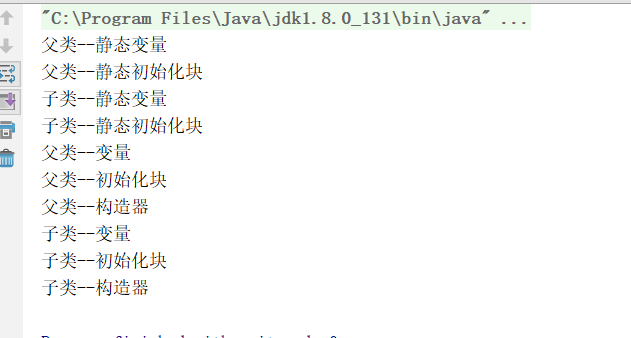 "C:\Program Files\Java\jdk1.8.0_131\bin\java" ...
父类--静态变量
父类--静态初始化块
子类--静态变量
子类--静态初始化块
父类--变量
父类--初始化块
父类--构造器
子类--变量
子类--初始化块
子类--构造器